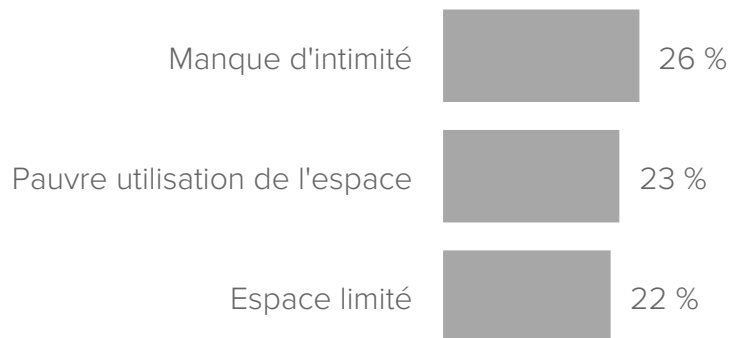 Manque d'intimité 26 %
Pauvre utilisation de l'espace 23 %
Espace limité 22 %